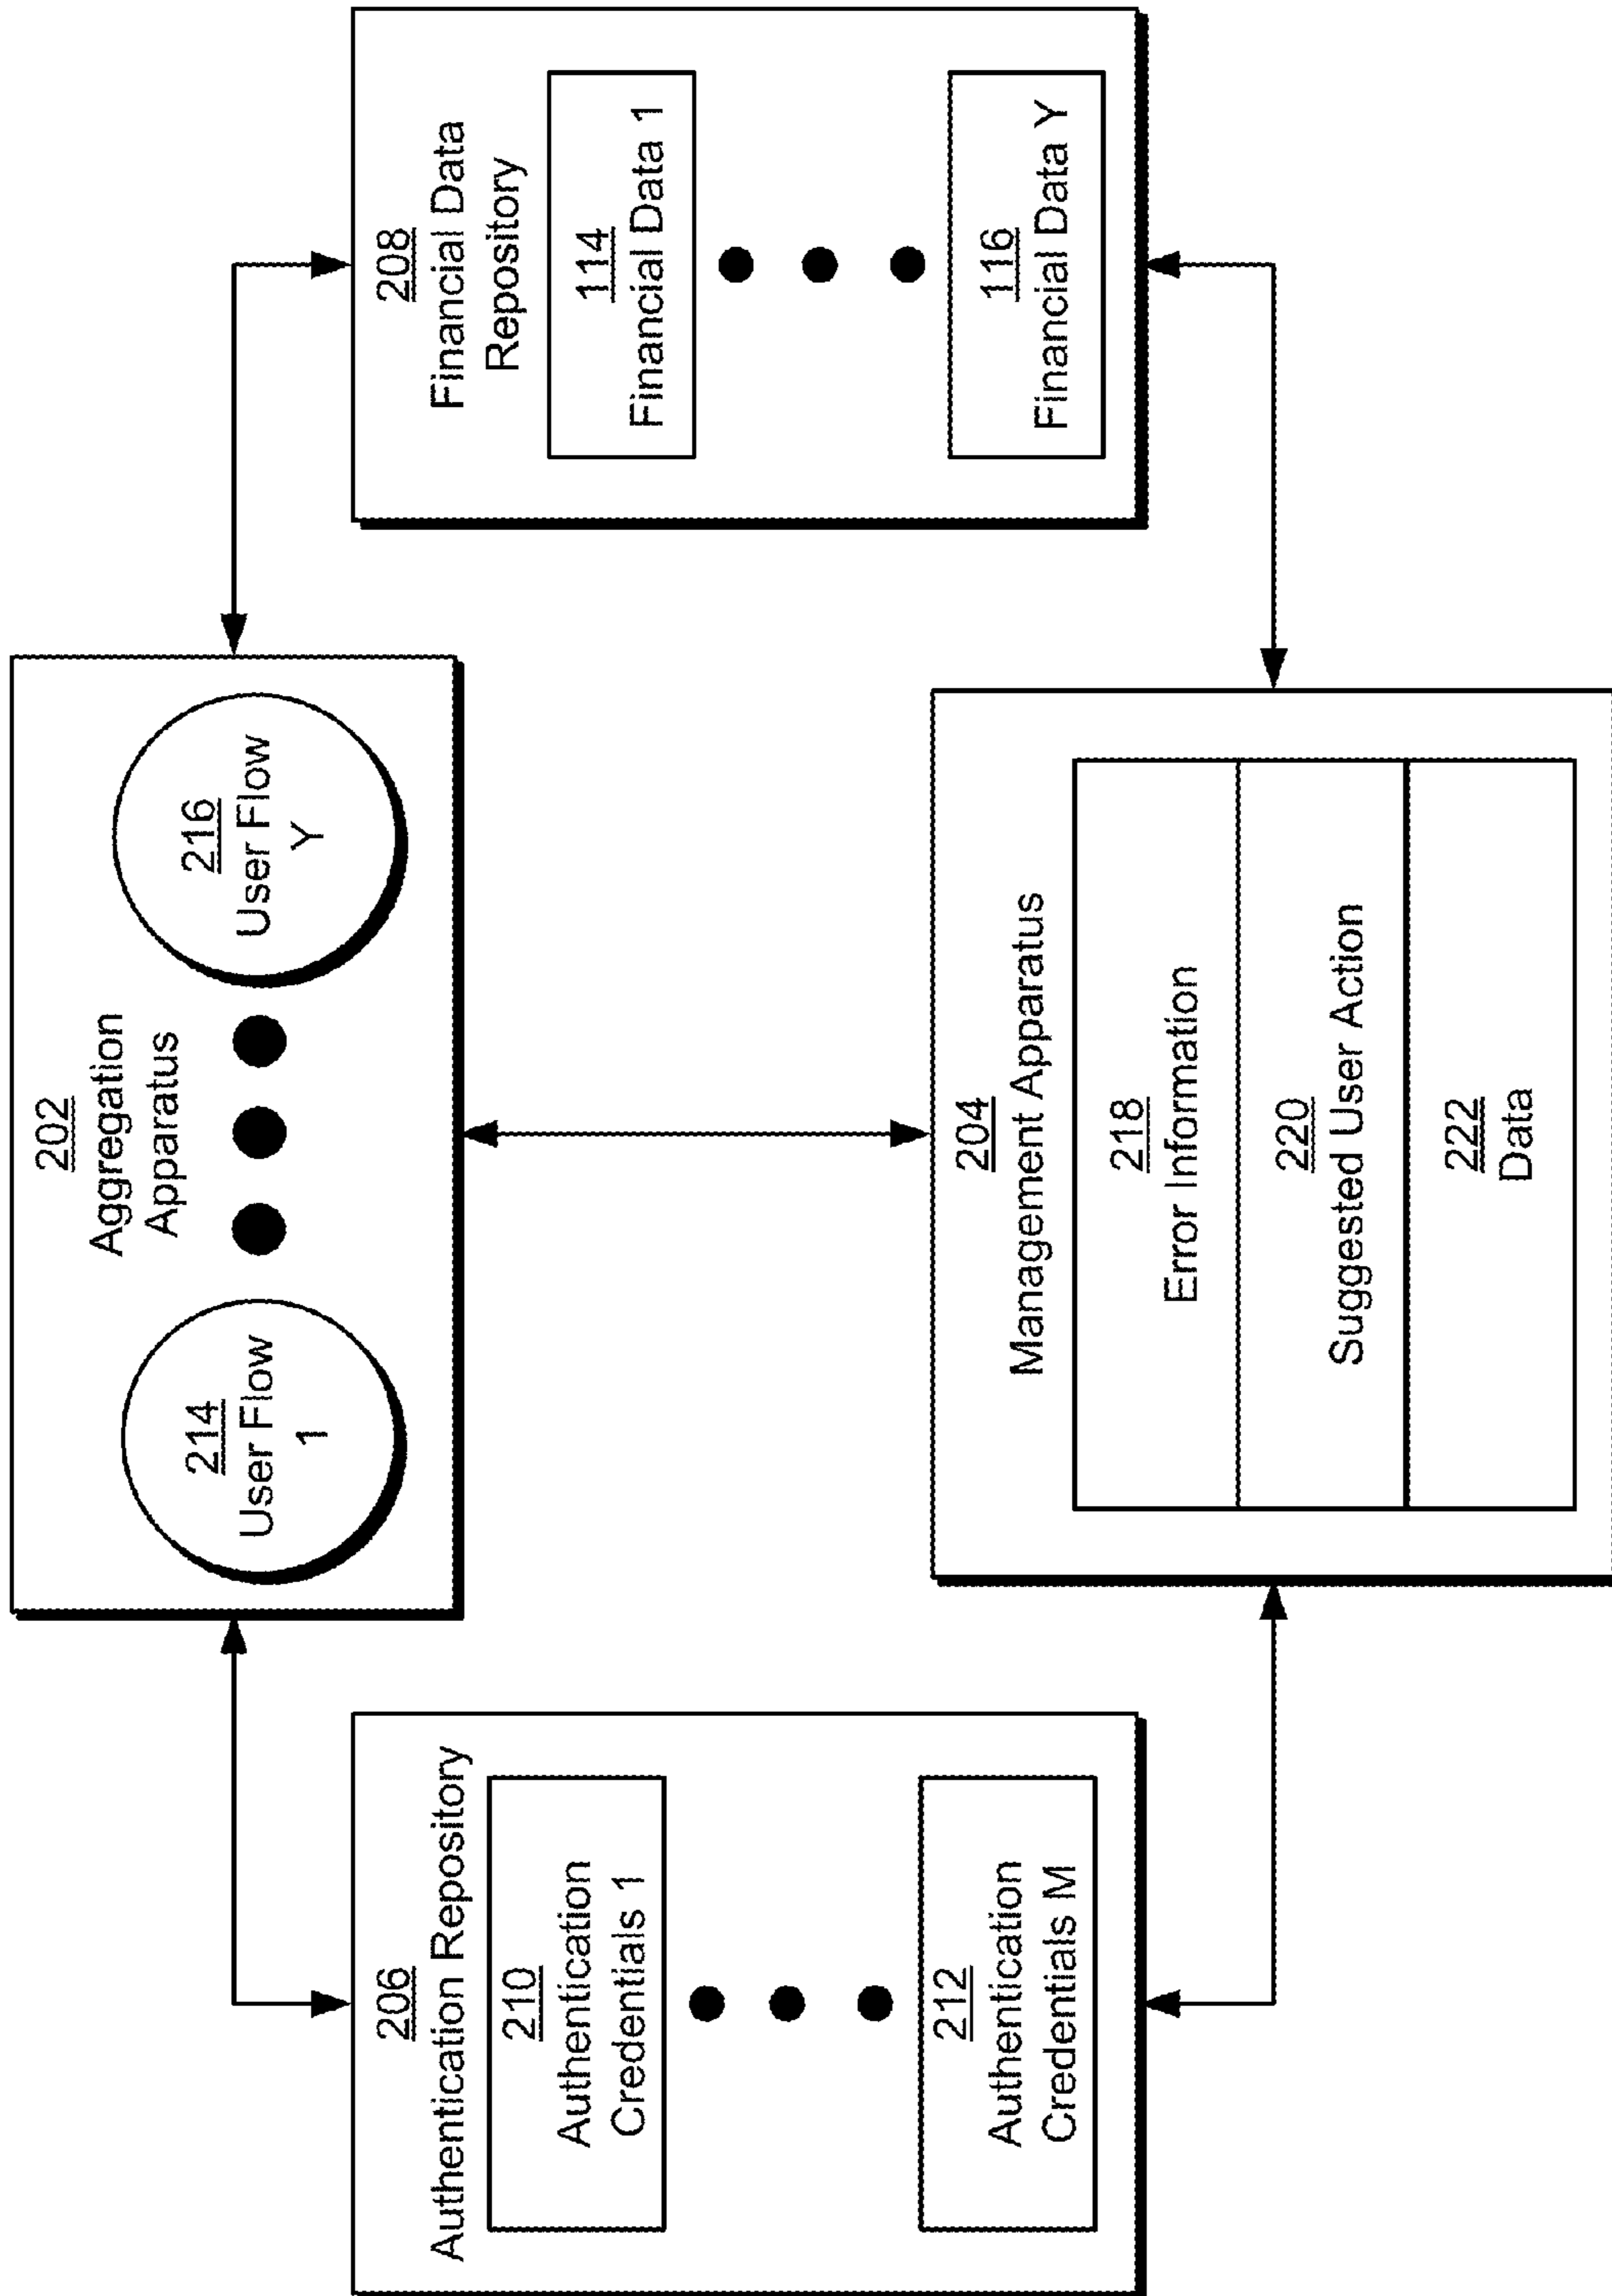 202
Aggregation
Apparatus
214
User Flow
1
216
User Flow
Y
206
Authentication Repository
210
Authentication
Credentials 1
212
Authentication
Credentials M
208
Financial Data
Repository
114
Financial Data 1
116
Financial Data Y
204
Management Apparatus
218
Error Information
220
Suggested User Action
222
Data